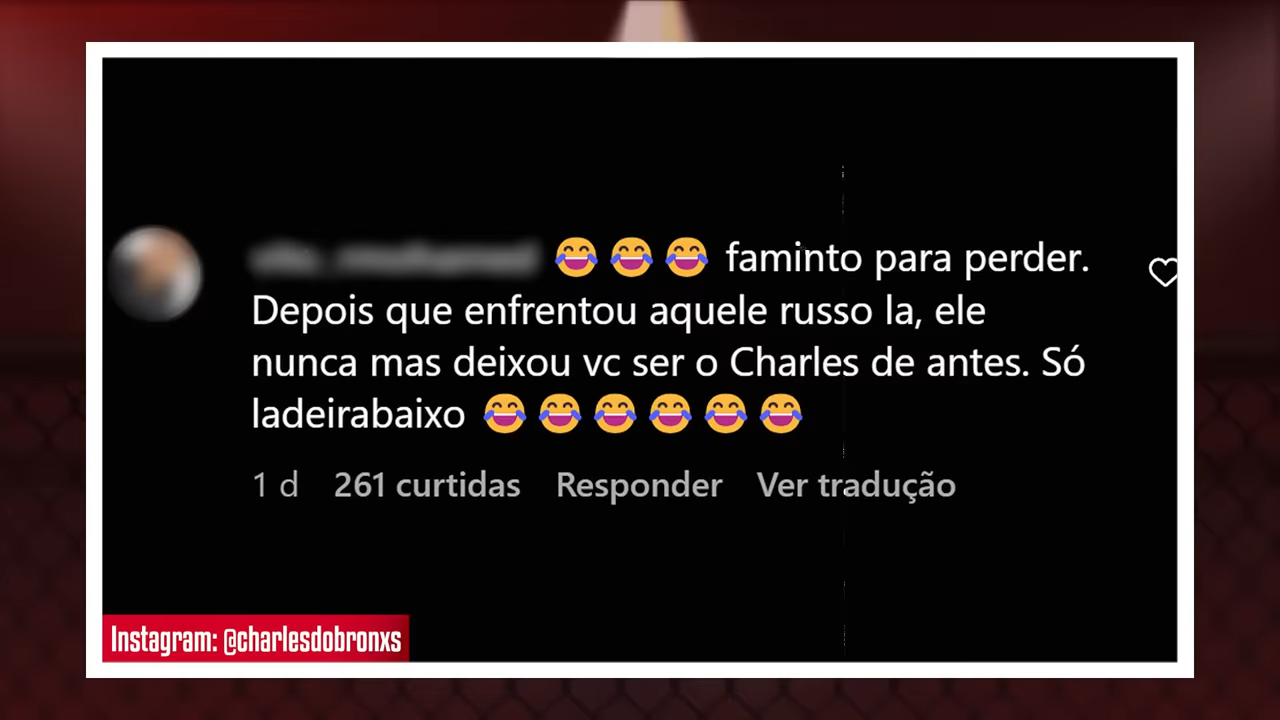 😂😂😂 faminto para perder.
Depois que enfrentou aquele russo la, ele
nunca mas deixou vc ser o Charles de antes. Só
ladeirabaixo 😂😂😂😂😂😂
1 d 261 curtidas Responder Ver tradução
Instagram: @charlesdobronxs